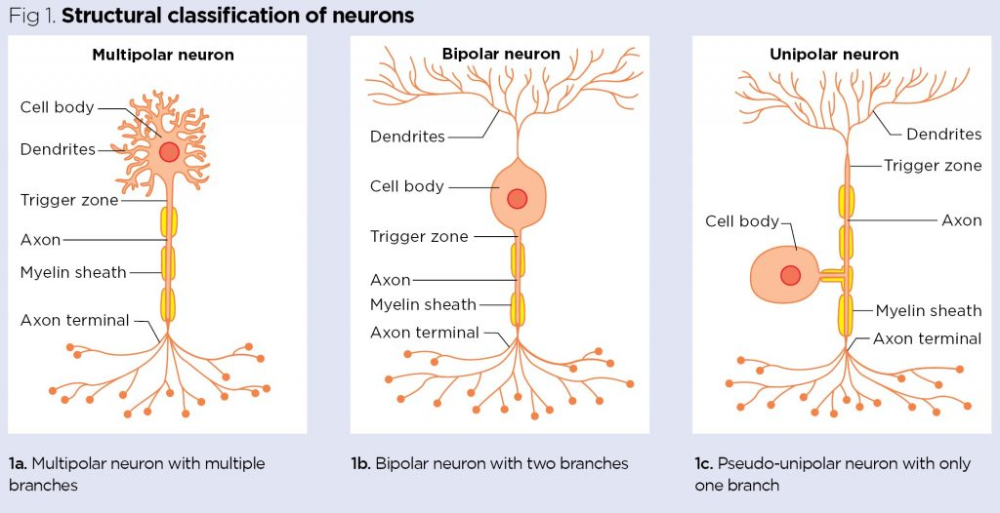 Fig 1. Structural classification of neurons
Multipolar neuron
Cell body
Dendrites
Trigger zone
Axon
Myelin sheath
Axon terminal
1a. Multipolar neuron with multiple
branches
Bipolar neuron
Dendrites
Cell body
Trigger zone
Axon
Myelin sheath
Axon terminal
1b. Bipolar neuron with two branches
Unipolar neuron
Dendrites
Trigger zone
Axon
Cell body
Myelin sheath
Axon terminal
1c. Pseudo-unipolar neuron with only
one branch